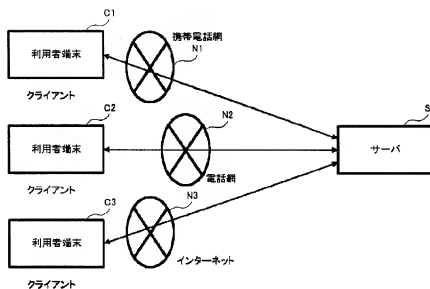 C1
利用者端末
クライアント
携帯電話網
N1
C2
利用者端末
クライアント
N2
電話網
S
サーバ
C3
利用者端末
クライアント
N3
インターネット